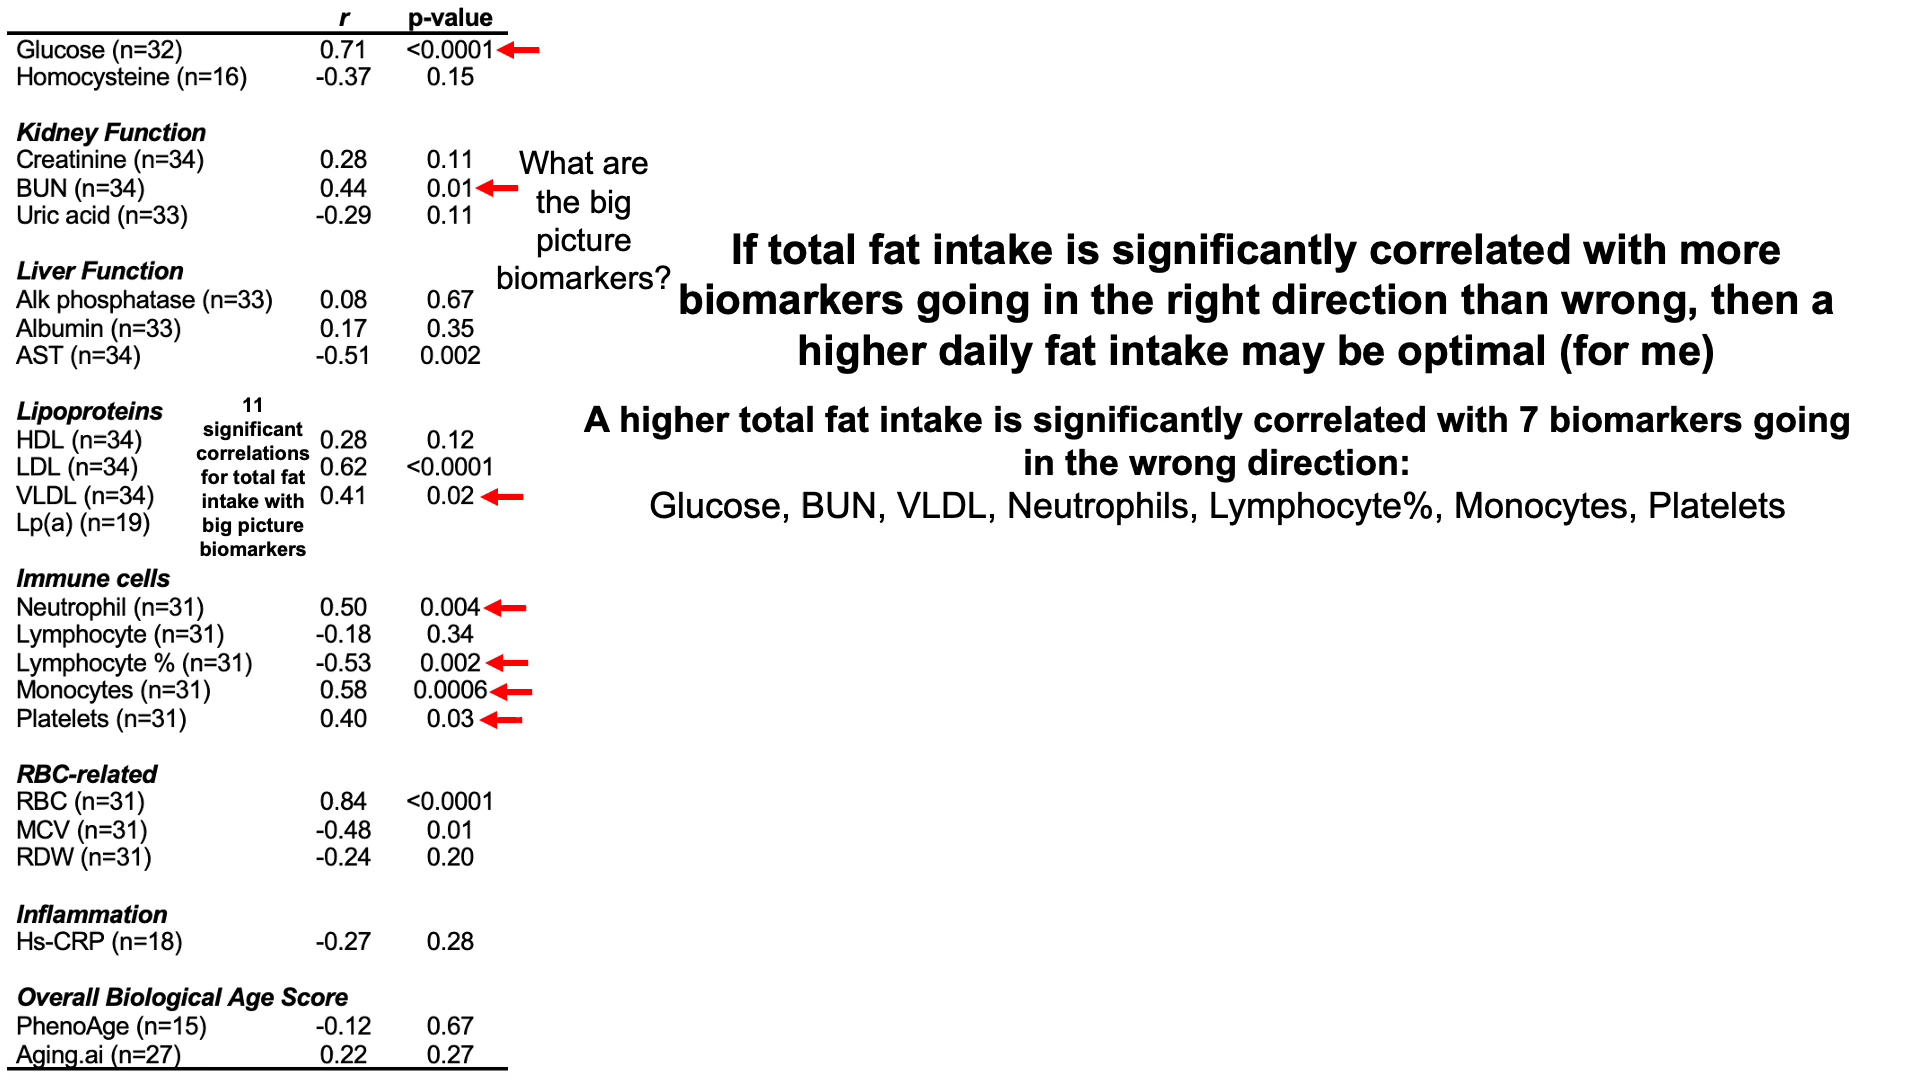 r p-value
Glucose (n=32) 0.71 <0.0001
Homocysteine (n=16) -0.37 0.15
Kidney Function
Creatinine (n=34) 0.28 0.11
BUN (n=34) 0.44 0.01
Uric acid (n=33) -0.29 0.11
Liver Function
Alk phosphatase (n=33) 0.08 0.67
Albumin (n=33) 0.17 0.35
AST (n=34) -0.51 0.002
Lipoproteins
HDL (n=34) 0.28 0.12
LDL (n=34) 0.62 <0.0001
VLDL (n=34) 0.41 0.02
Lp(a) (n=19)
Immune cells
Neutrophil (n=31) 0.50 0.004
Lymphocyte (n=31) -0.18 0.34
Lymphocyte % (n=31) -0.53 0.002
Monocytes (n=31) 0.58 0.0006
Platelets (n=31) 0.40 0.03
RBC-related
RBC (n=31) 0.84 <0.0001
MCV (n=31) -0.48 0.01
RDW (n=31) -0.24 0.20
Inflammation
Hs-CRP (n=18) -0.27 0.28
Overall Biological Age Score
PhenoAge (n=15) -0.12 0.67
Aging.ai (n=27) 0.22 0.27
11
significant
correlations
for total fat
intake with
big picture
biomarkers
What are
the big
picture
biomarkers?
If total fat intake is significantly correlated with more
biomarkers going in the right direction than wrong, then a
higher daily fat intake may be optimal (for me)
A higher total fat intake is significantly correlated with 7 biomarkers going
in the wrong direction:
Glucose, BUN, VLDL, Neutrophils, Lymphocyte%, Monocytes, Platelets